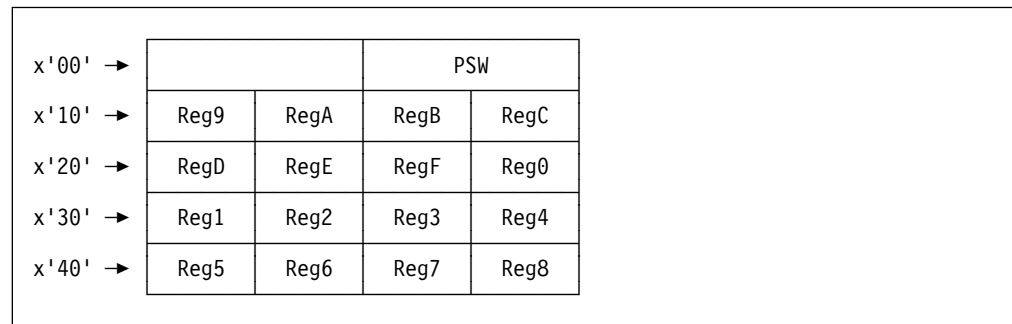 x'00' → PSW
x'10' → Reg9 RegA RegB RegC
x'20' → RegD RegE RegF Reg0
x'30' → Reg1 Reg2 Reg3 Reg4
x'40' → Reg5 Reg6 Reg7 Reg8